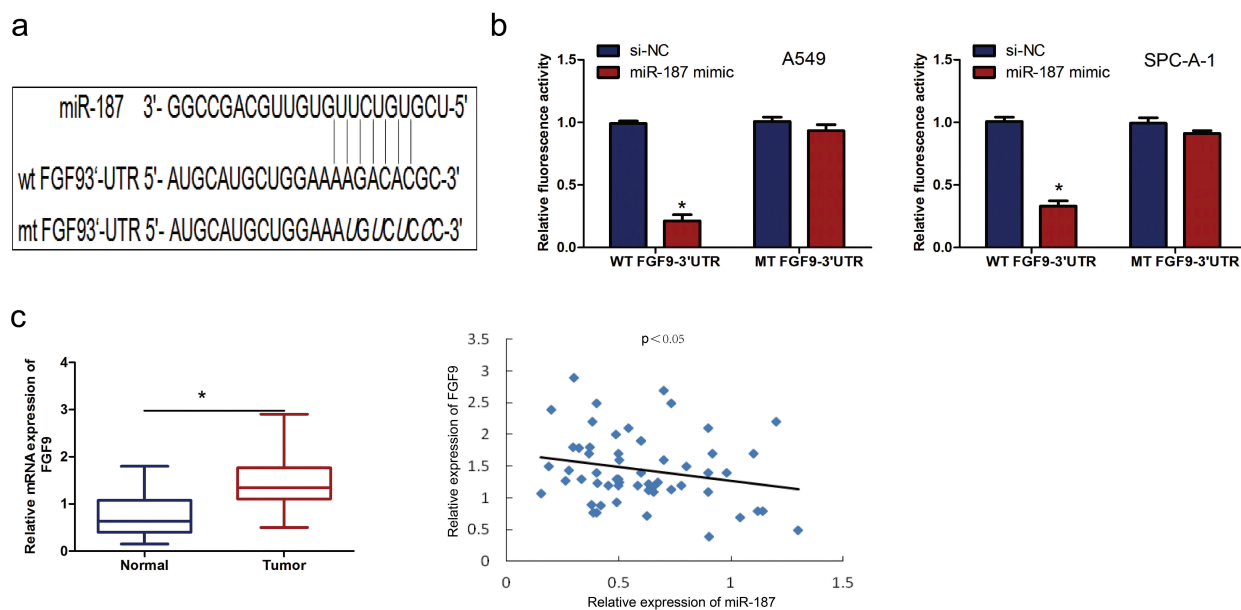 a
miR-187 3'- GGCCGACGUUGUGUUCUGUGCU-5'
wt FGF93'-UTR 5'- AUGCAUGCUGGAAAAGACACGC-3'
mt FGF93'-UTR 5'- AUGCAUGCUGGAAAUGUCUCCC-3'
b
Relative fluorescence activity
1.5
1.0
0.5
0.0
si-NC
miR-187 mimic
A549
*
WT FGF9-3'UTR
MT FGF9-3'UTR
Relative fluorescence activity
1.5
1.0
0.5
0.0
si-NC
miR-187 mimic
SPC-A-1
*
WT FGF9-3'UTR
MT FGF9-3'UTR
c
Relative mRNA expression of
FGF9
4
3
2
1
0
*
Normal
Tumor
Relative expression of FGF9
3.5
3
2.5
2
1.5
1
0.5
0
p<0.05
0
0.5
1
1.5
Relative expression of miR-187